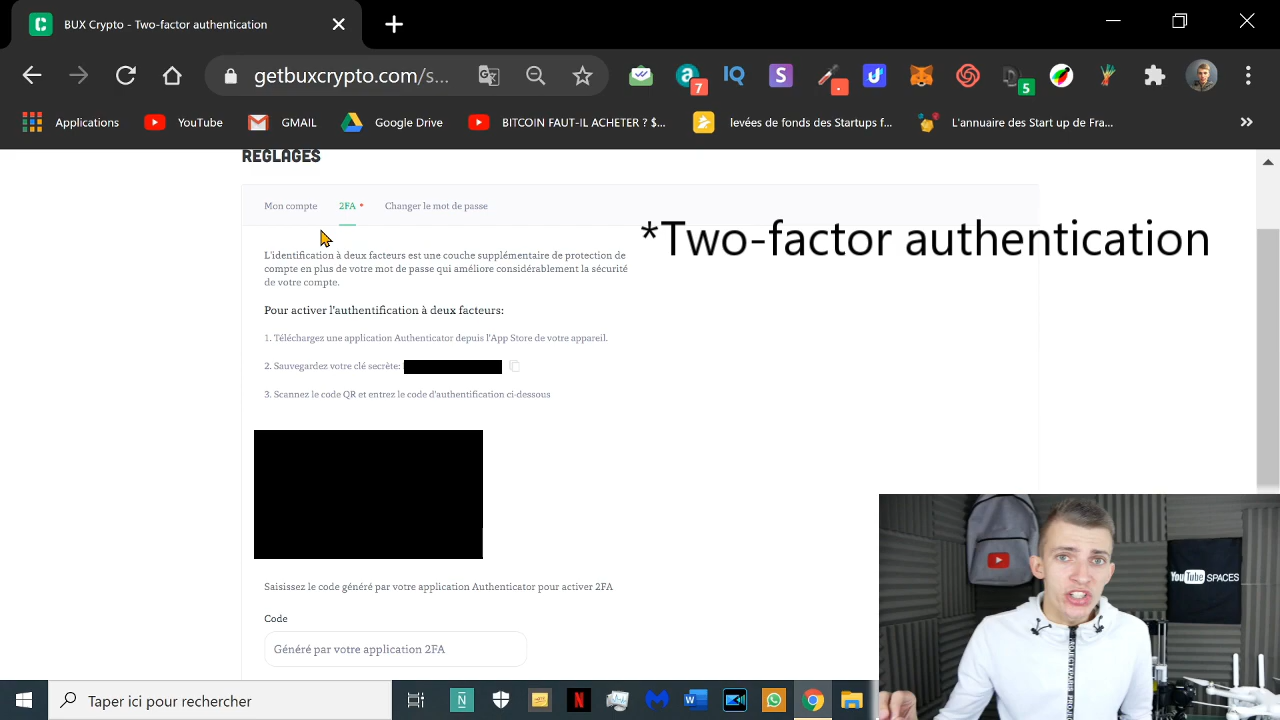 BUX Crypto - Two-factor authentication
getbuxcrypto.com/s...
7
IQ
S
5
Applications
YouTube
GMAIL
Google Drive
BITCOIN FAUT-IL ACHETER ? $...
levées de fonds des Startups f...
L'annuaire des Start up de Fra...
REGLAGES
Mon compte
2FA
Changer le mot de passe
*Two-factor authentication
L'identification à deux facteurs est une couche supplémentaire de protection de
compte en plus de votre mot de passe qui améliore considérablement la sécurité
de votre compte.
Pour activer l'authentification à deux facteurs:
1. Téléchargez une application Authenticator depuis l'App Store de votre appareil.
2. Sauvegardez votre clé secrète:
3. Scannez le code QR et entrez le code d'authentification ci-dessous
Saisissez le code généré par votre application Authenticator pour activer 2FA
Code
Généré par votre application 2FA
YouTube SPACES
Taper ici pour rechercher